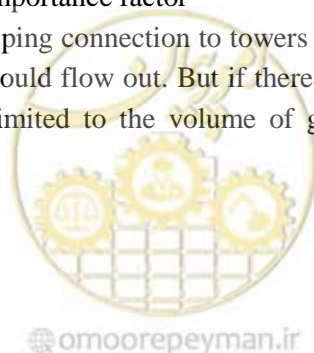 mportance factor
ping connection to towers
ould flow out. But if there
imited to the volume of g
@omoorepeyman.ir